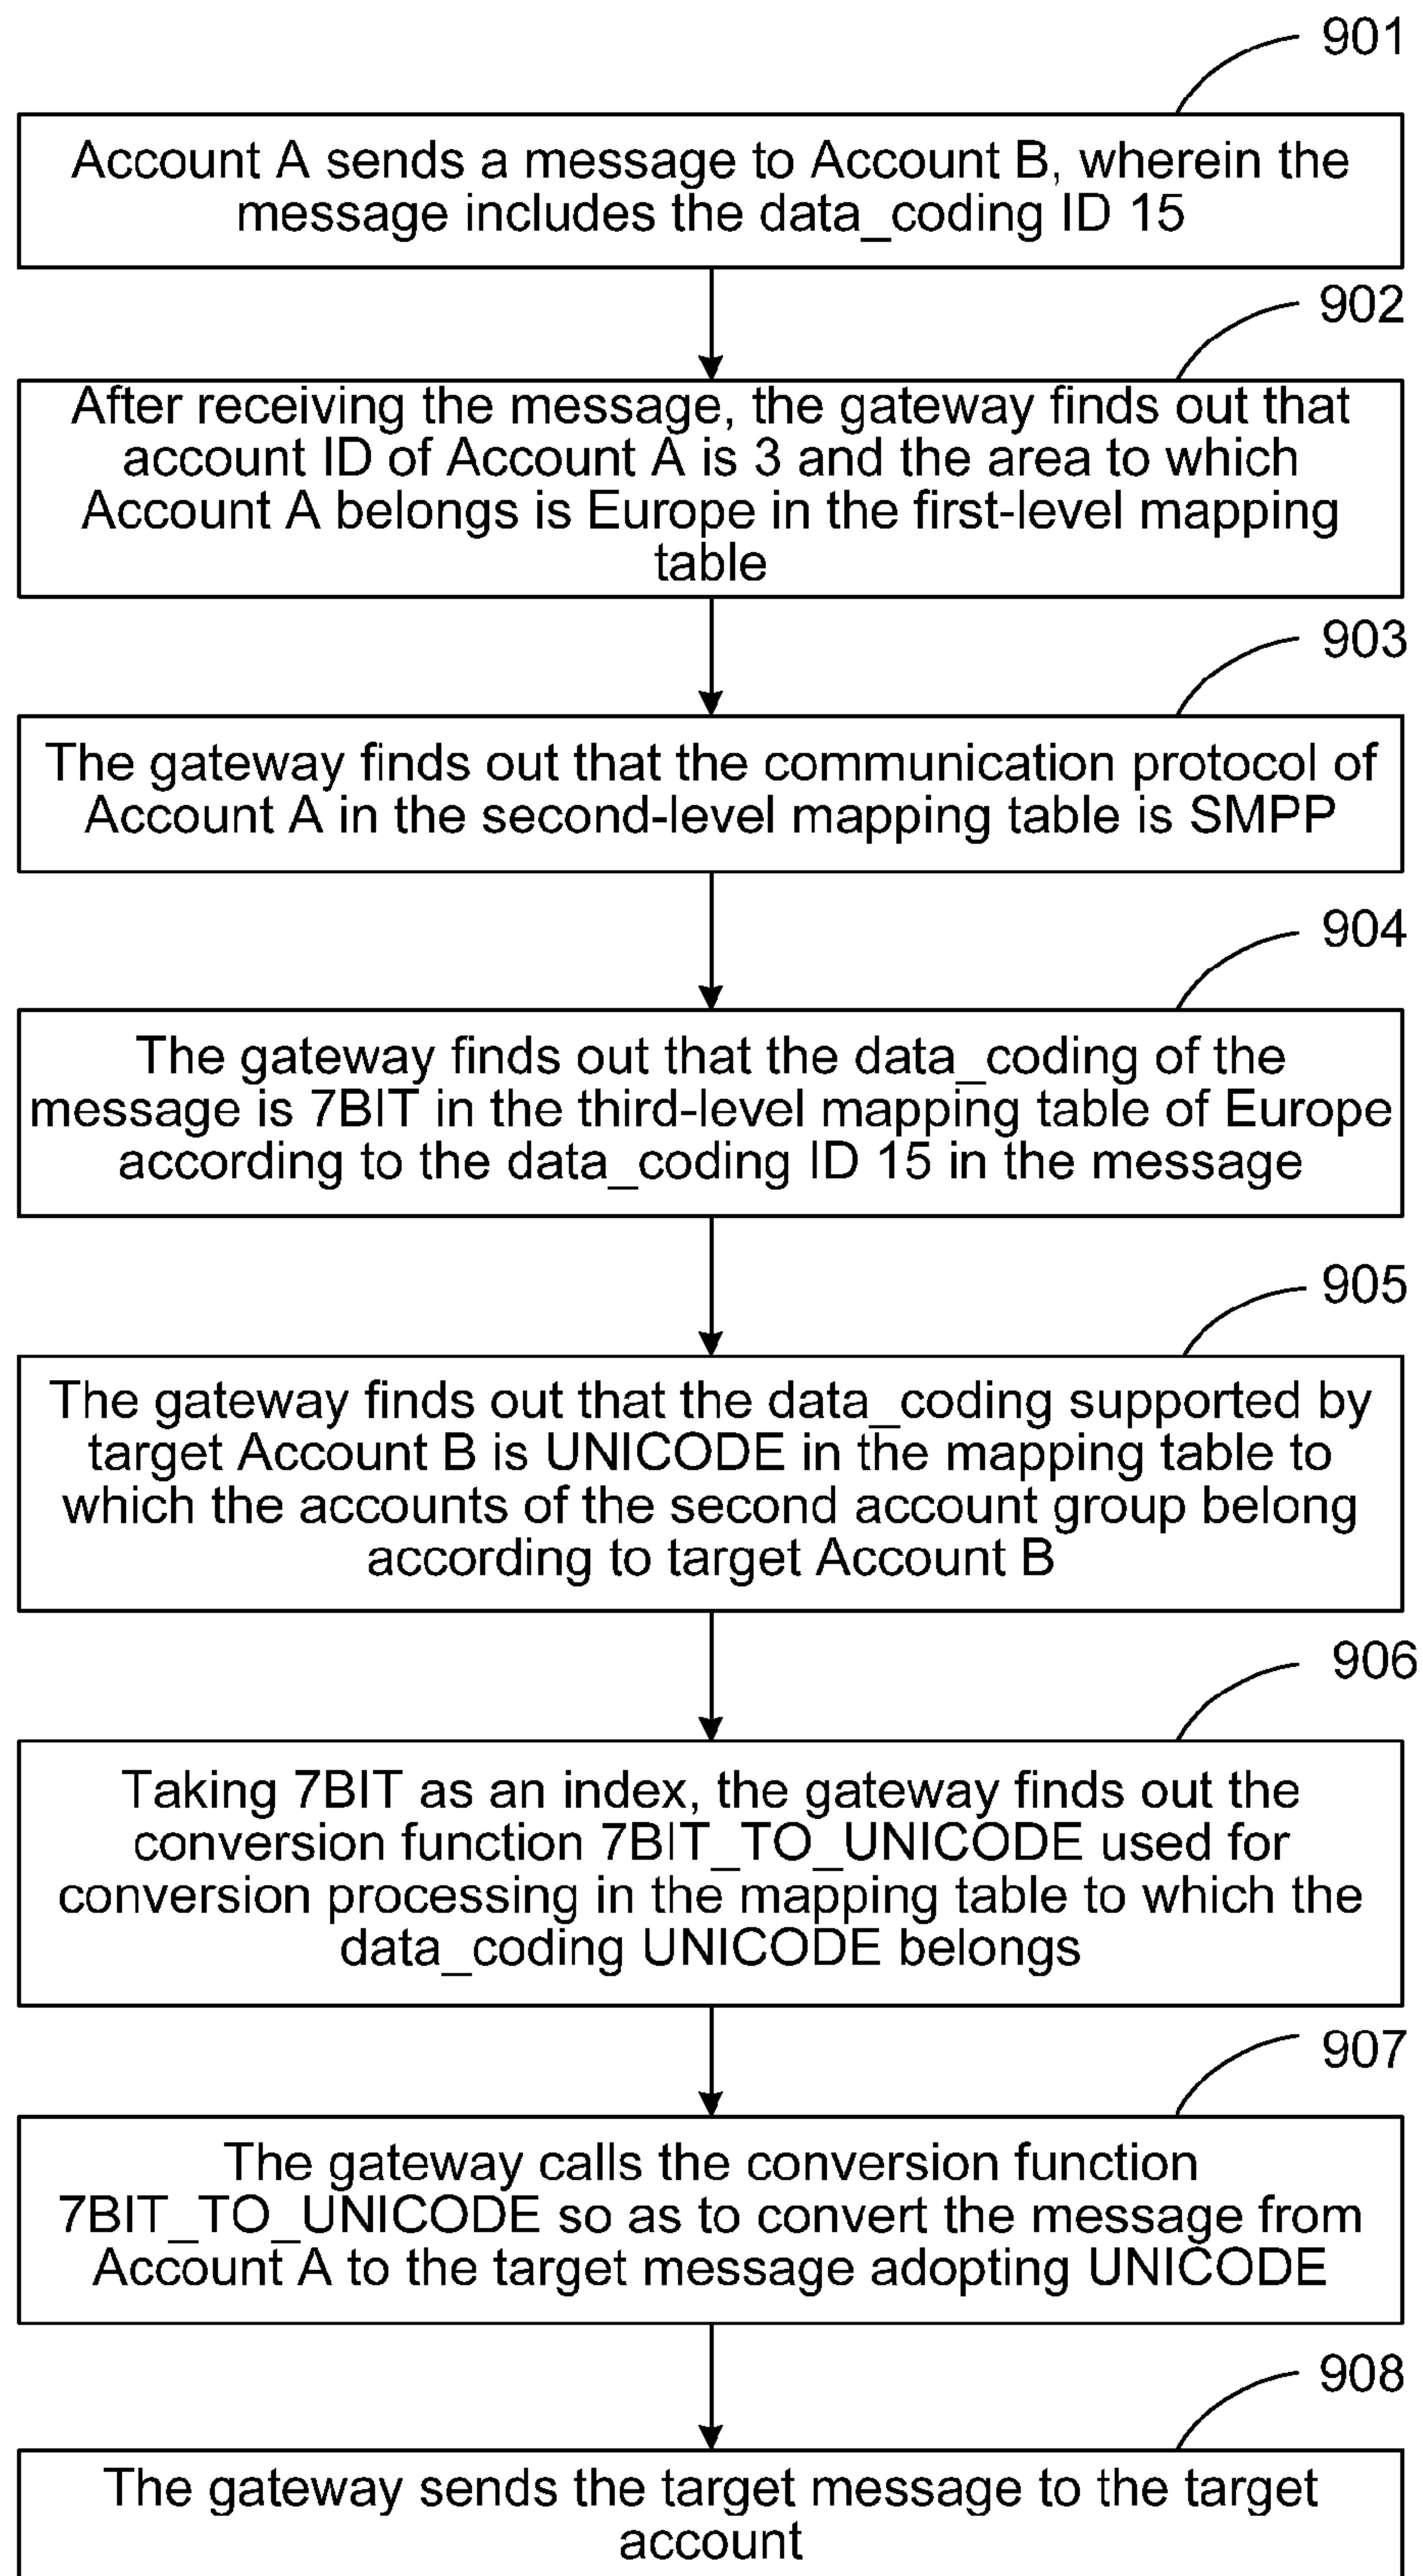 901
Account A sends a message to Account B, wherein the
message includes the data_coding ID 15
902
After receiving the message, the gateway finds out that
account ID of Account A is 3 and the area to which
Account A belongs is Europe in the first-level mapping
table
903
The gateway finds out that the communication protocol of
Account A in the second-level mapping table is SMPP
904
The gateway finds out that the data_coding of the
message is 7BIT in the third-level mapping table of Europe
according to the data_coding ID 15 in the message
905
The gateway finds out that the data_coding supported by
target Account B is UNICODE in the mapping table to
which the accounts of the second account group belong
according to target Account B
906
Taking 7BIT as an index, the gateway finds out the
conversion function 7BIT_TO_UNICODE used for
conversion processing in the mapping table to which the
data_coding UNICODE belongs
907
The gateway calls the conversion function
7BIT_TO_UNICODE so as to convert the message from
Account A to the target message adopting UNICODE
908
The gateway sends the target message to the target
account